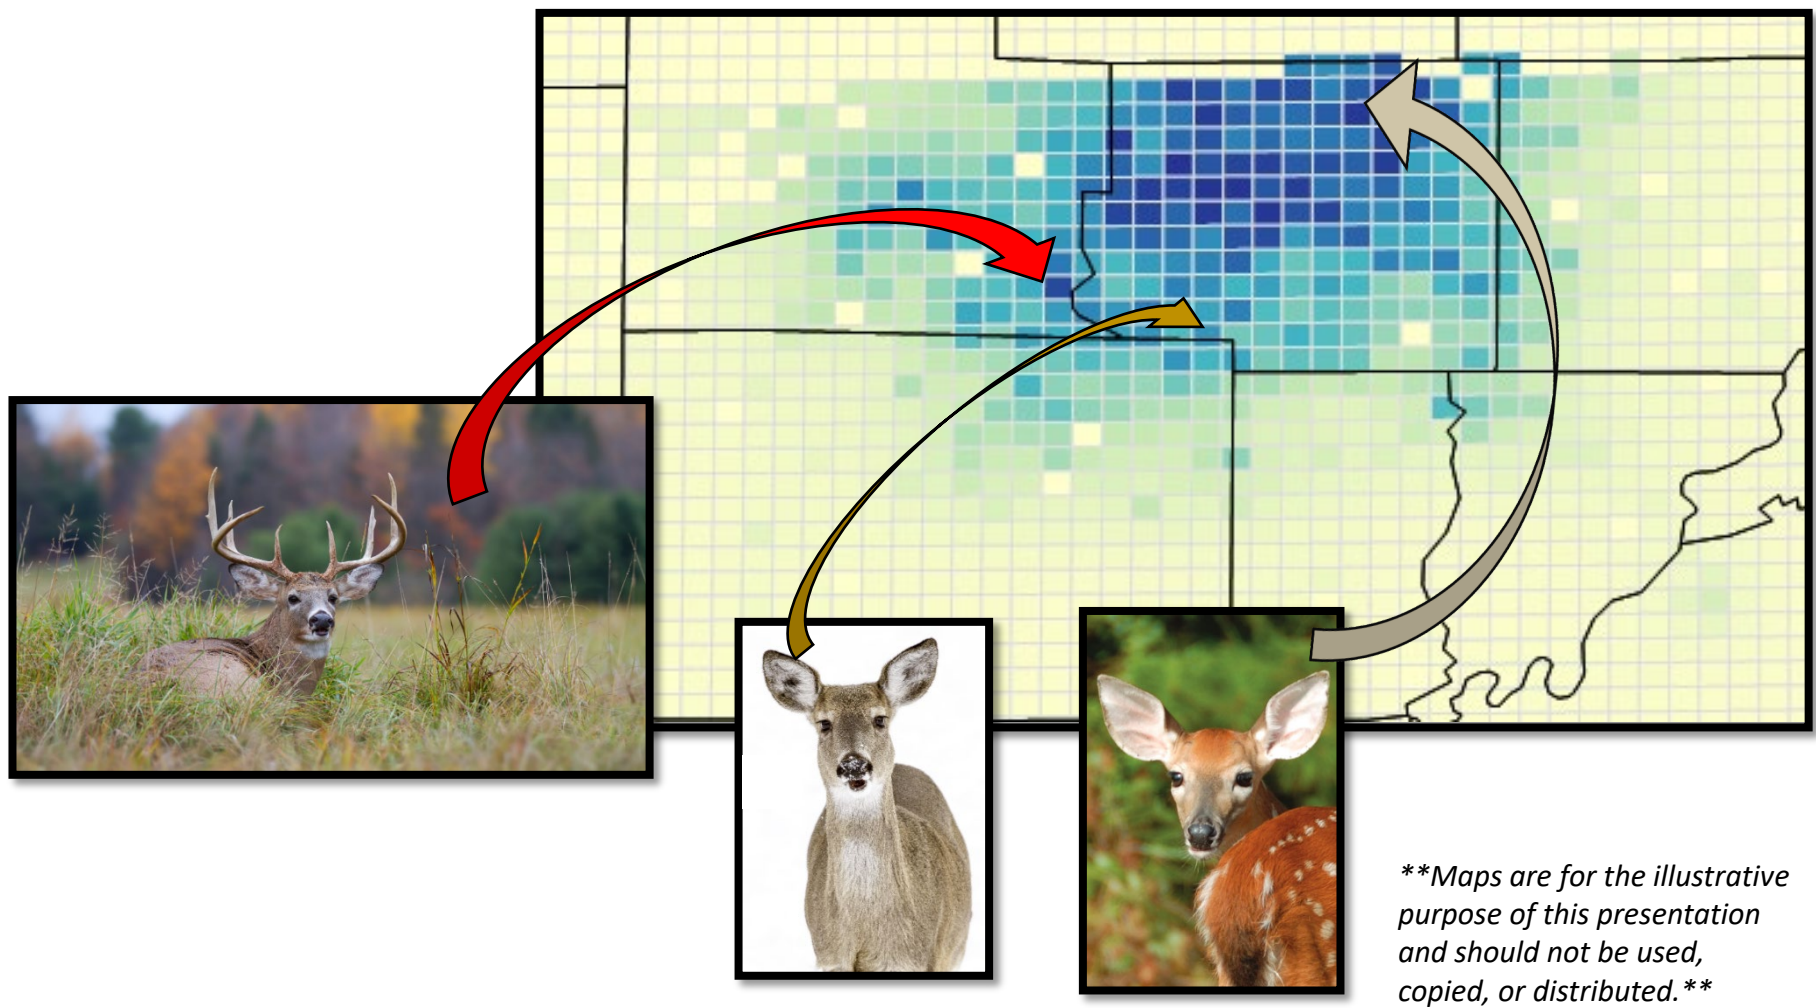 **Maps are for the illustrative
purpose of this presentation
and should not be used,
copied, or distributed.**